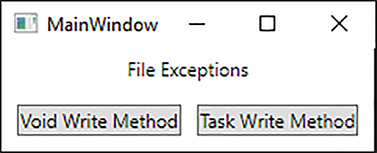 MainWindow
File Exceptions
Void Write Method
Task Write Method